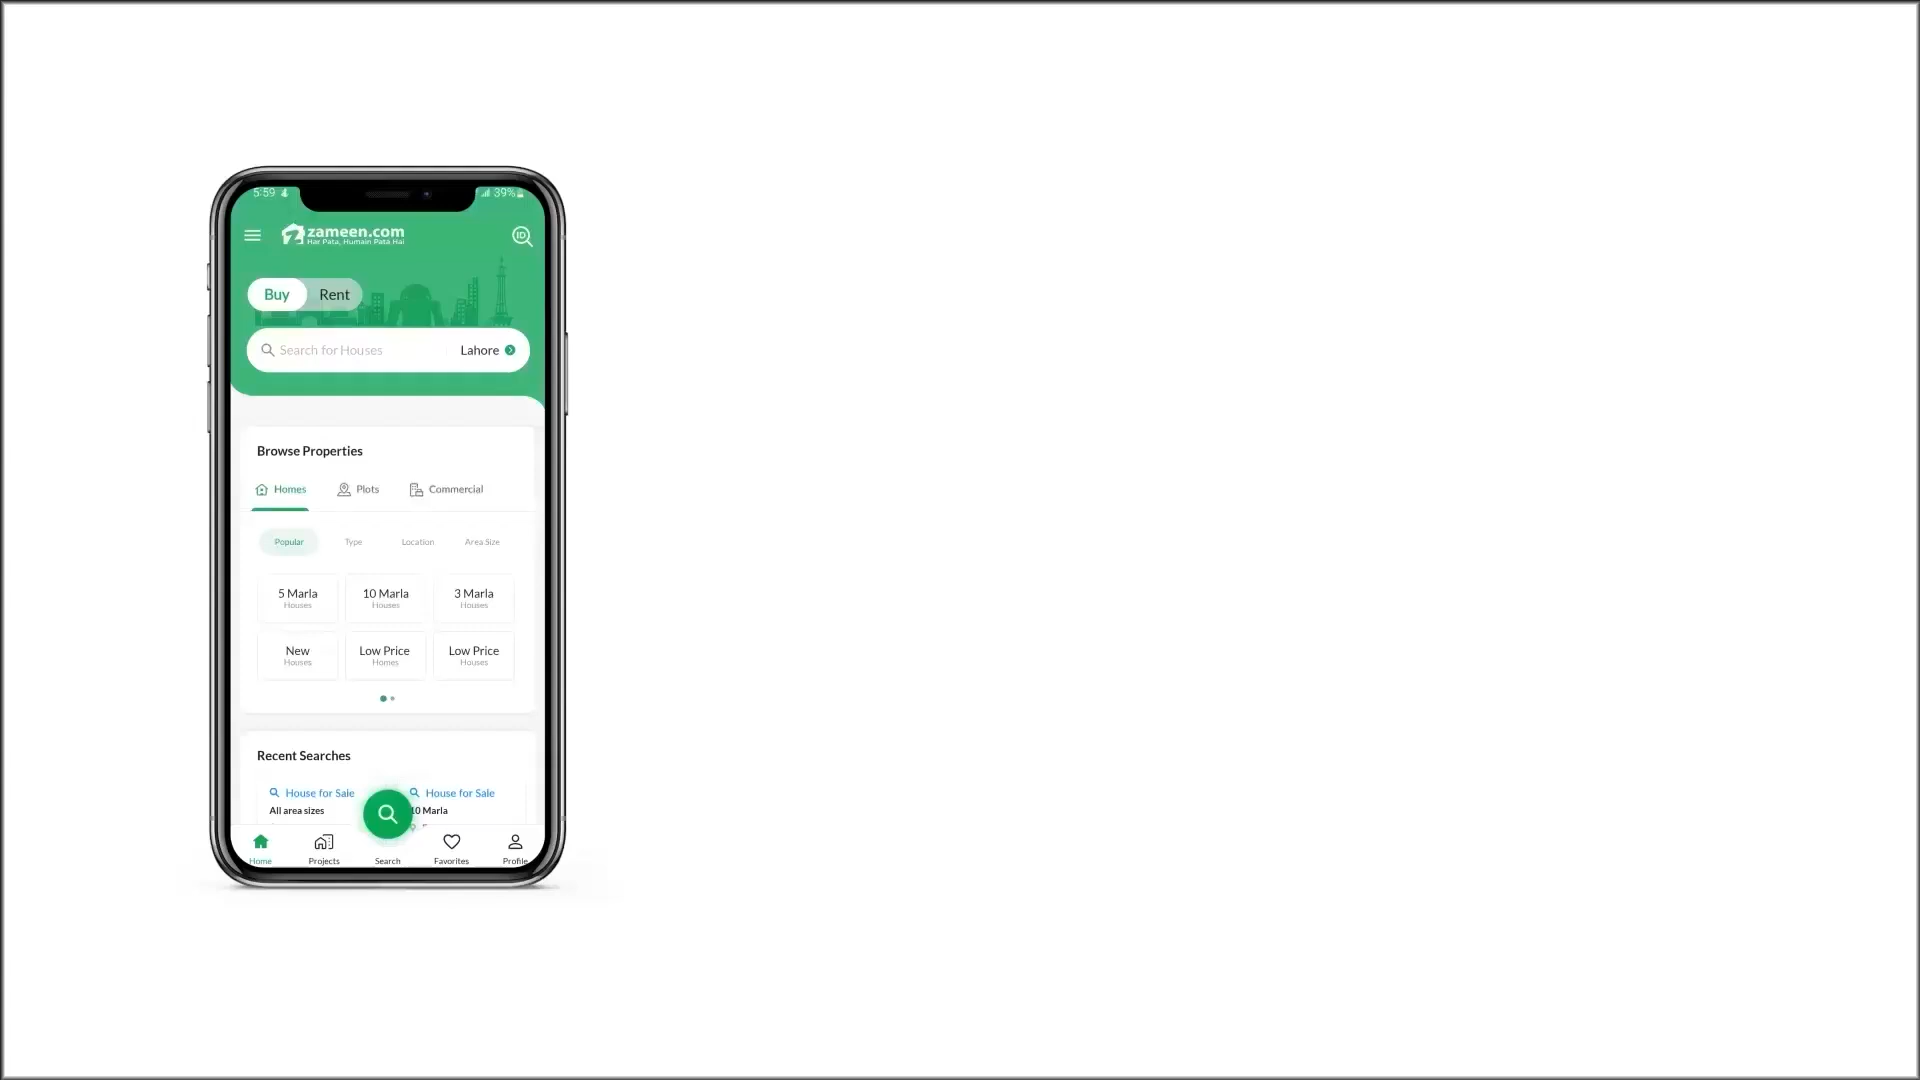 5:59 39%
zameen.com
Har Pata, Humain Pata Hai
ID
Buy Rent
Search for Houses Lahore
Browse Properties
Homes Plots Commercial
Popular Type Location Area Size
5 Marla 10 Marla 3 Marla
Houses Houses Houses
New Low Price Low Price
Houses Homes Houses
Recent Searches
House for Sale House for Sale
All area sizes 10 Marla
Home Projects Search Favorites Profile